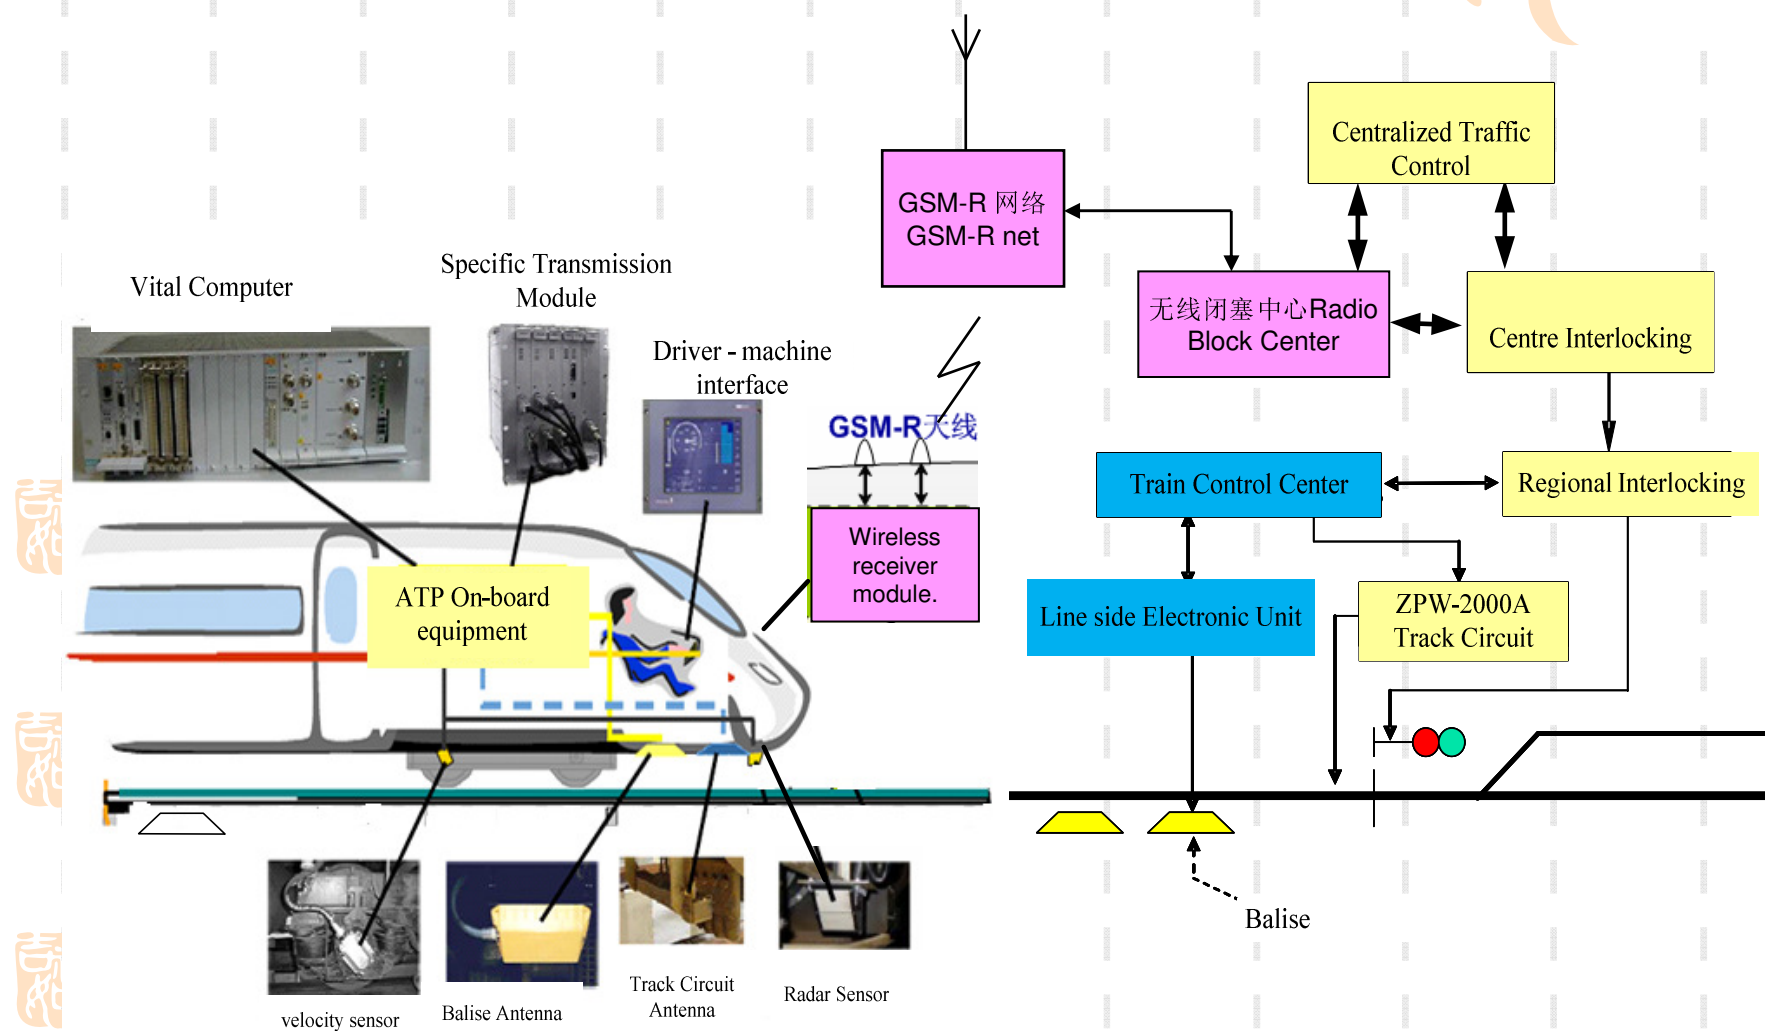 Centralized Traffic
Control
GSM-R 网络
GSM-R net
Specific Transmission
Module
Vital Computer
无线闭塞中心Radio
Block Center
Centre Interlocking
Driver - machine
interface
GSM-R天线
Train Control Center
Regional Interlocking
Wireless
receiver
module.
ATP On-board
equipment
Line side Electronic Unit
ZPW-2000A
Track Circuit
Balise
velocity sensor
Balise Antenna
Track Circuit
Antenna
Radar Sensor